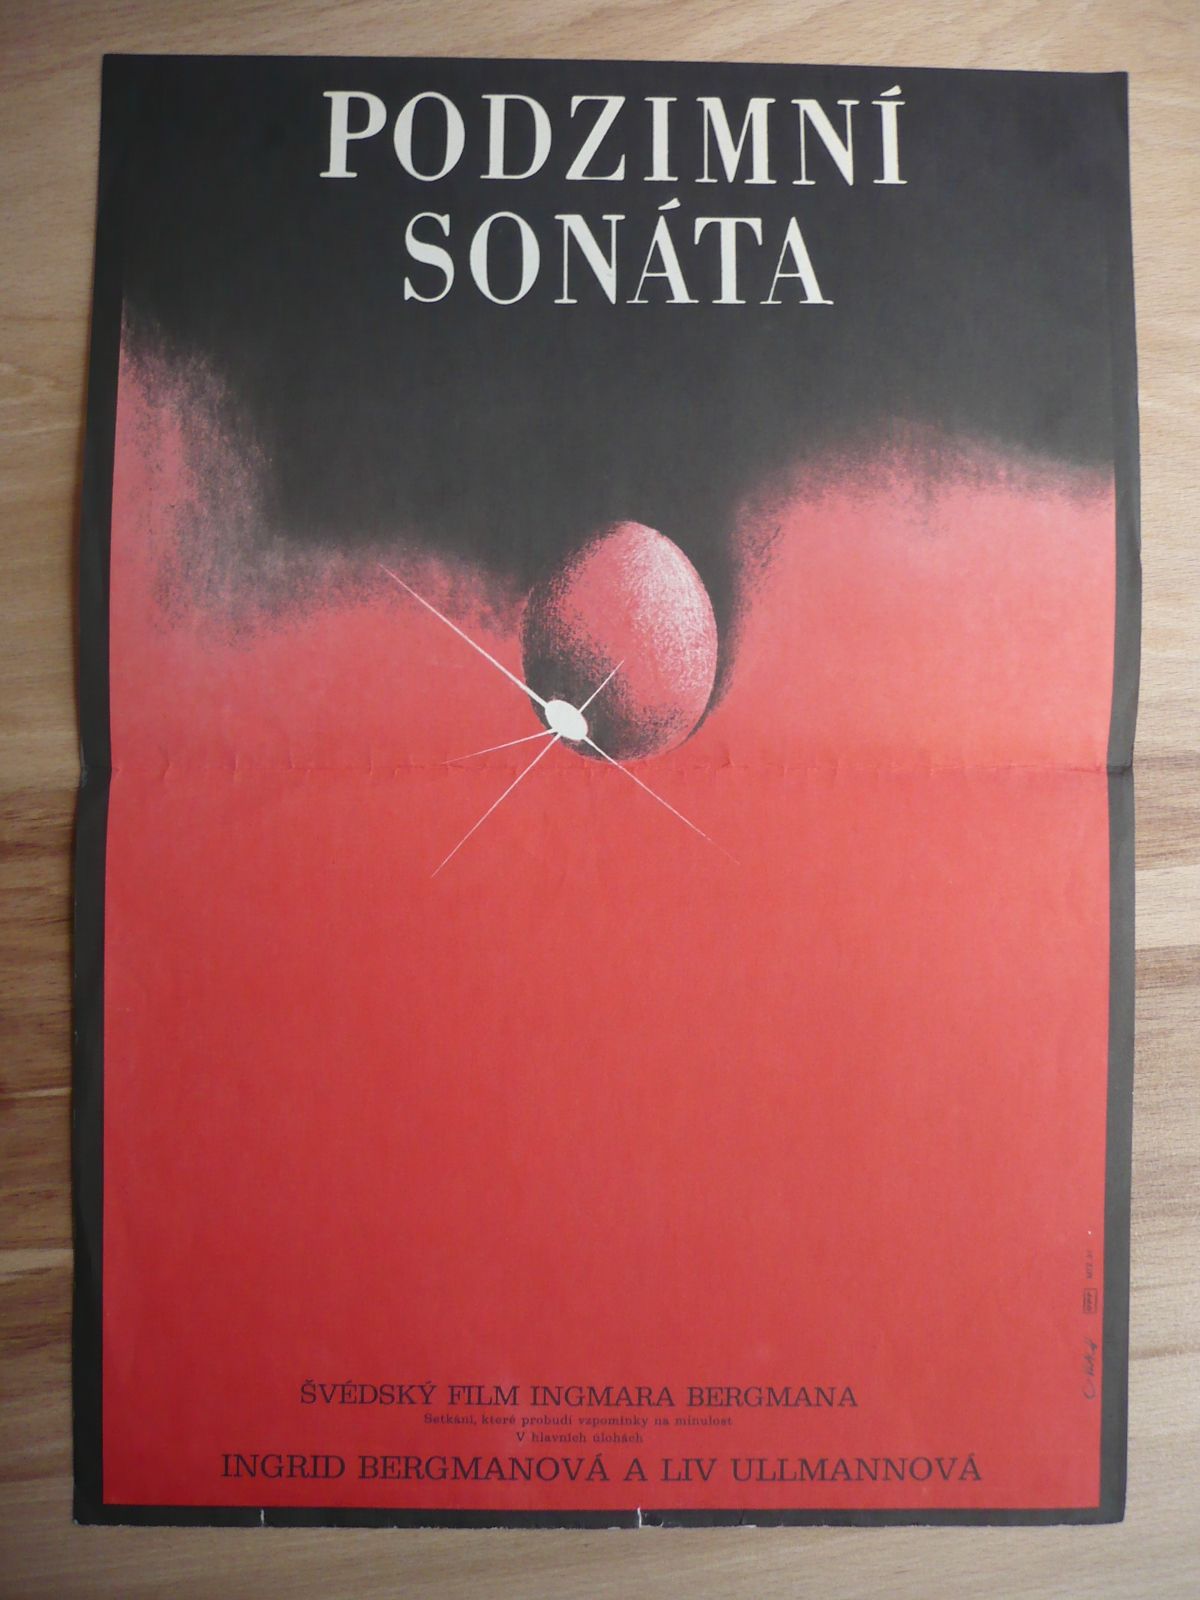 PODZIMNÍ
SONÁTA
ŠVÉDSKÝ FILM INGMARA BERGMANA
Setkání, které probudí vzpomínky na minulost
V hlavních úlohách
INGRID BERGMANOVÁ A LIV ULLMANNOVÁ